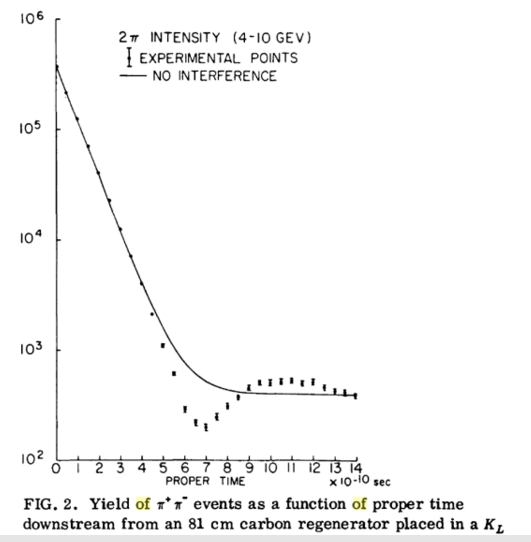 10⁶
2π INTENSITY (4-10 GEV)
EXPERIMENTAL POINTS
NO INTERFERENCE
10⁵
10⁴
10³
10²
0 1 2 3 4 5 6 7 8 9 10 11 12 13 14
PROPER TIME x 10⁻¹⁰ sec
FIG. 2. Yield of π⁺π⁻ events as a function of proper time
downstream from an 81 cm carbon regenerator placed in a K_L